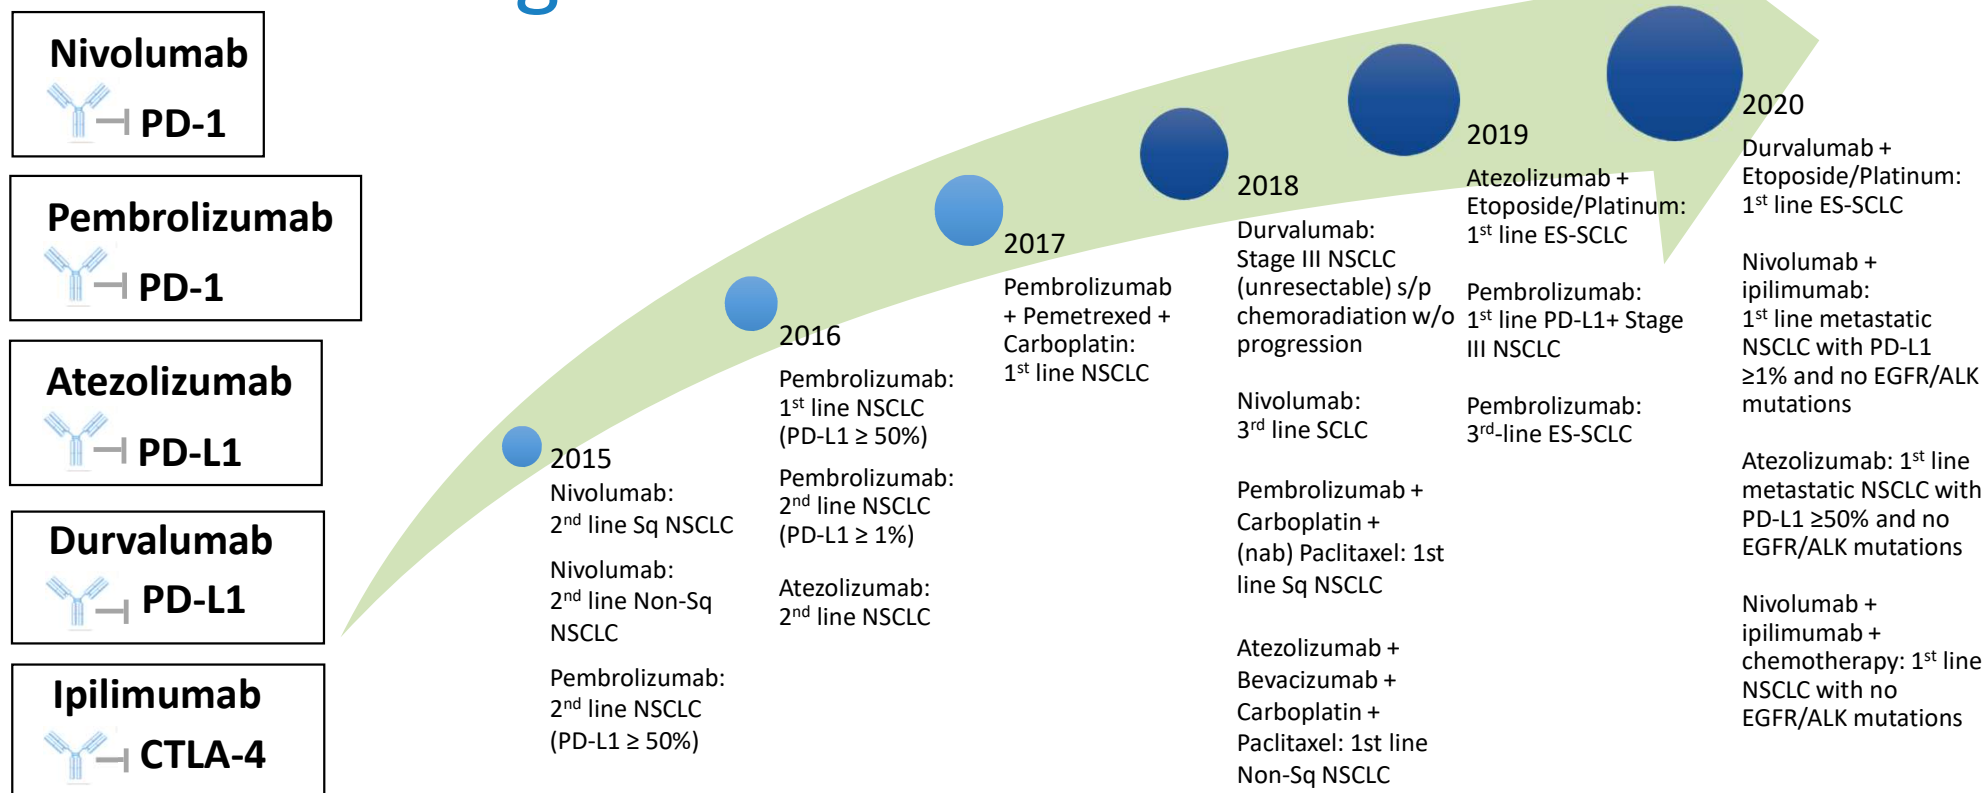 Nivolumab
PD-1
Pembrolizumab
PD-1
Atezolizumab
PD-L1
Durvalumab
PD-L1
Ipilimumab
CTLA-4
2015
Nivolumab:
2nd line Sq NSCLC
Nivolumab:
2nd line Non-Sq
NSCLC
Pembrolizumab:
2nd line NSCLC
(PD-L1 ≥ 50%)
2016
Pembrolizumab:
1st line NSCLC
(PD-L1 ≥ 50%)
Pembrolizumab:
2nd line NSCLC
(PD-L1 ≥ 1%)
Atezolizumab:
2nd line NSCLC
2017
Pembrolizumab
+ Pemetrexed +
Carboplatin:
1st line NSCLC
2018
Durvalumab:
Stage III NSCLC
(unresectable) s/p
chemoradiation w/o
progression
Nivolumab:
3rd line SCLC
Pembrolizumab +
Carboplatin +
(nab) Paclitaxel: 1st
line Sq NSCLC
Atezolizumab +
Bevacizumab +
Carboplatin +
Paclitaxel: 1st line
Non-Sq NSCLC
2019
Atezolizumab +
Etoposide/Platinum:
1st line ES-SCLC
Pembrolizumab:
1st line PD-L1+ Stage
III NSCLC
Pembrolizumab:
3rd-line ES-SCLC
2020
Durvalumab +
Etoposide/Platinum:
1st line ES-SCLC
Nivolumab +
ipilimumab:
1st line metastatic
NSCLC with PD-L1
≥1% and no EGFR/ALK
mutations
Atezolizumab: 1st line
metastatic NSCLC with
PD-L1 ≥50% and no
EGFR/ALK mutations
Nivolumab +
ipilimumab +
chemotherapy: 1st line
NSCLC with no
EGFR/ALK mutations